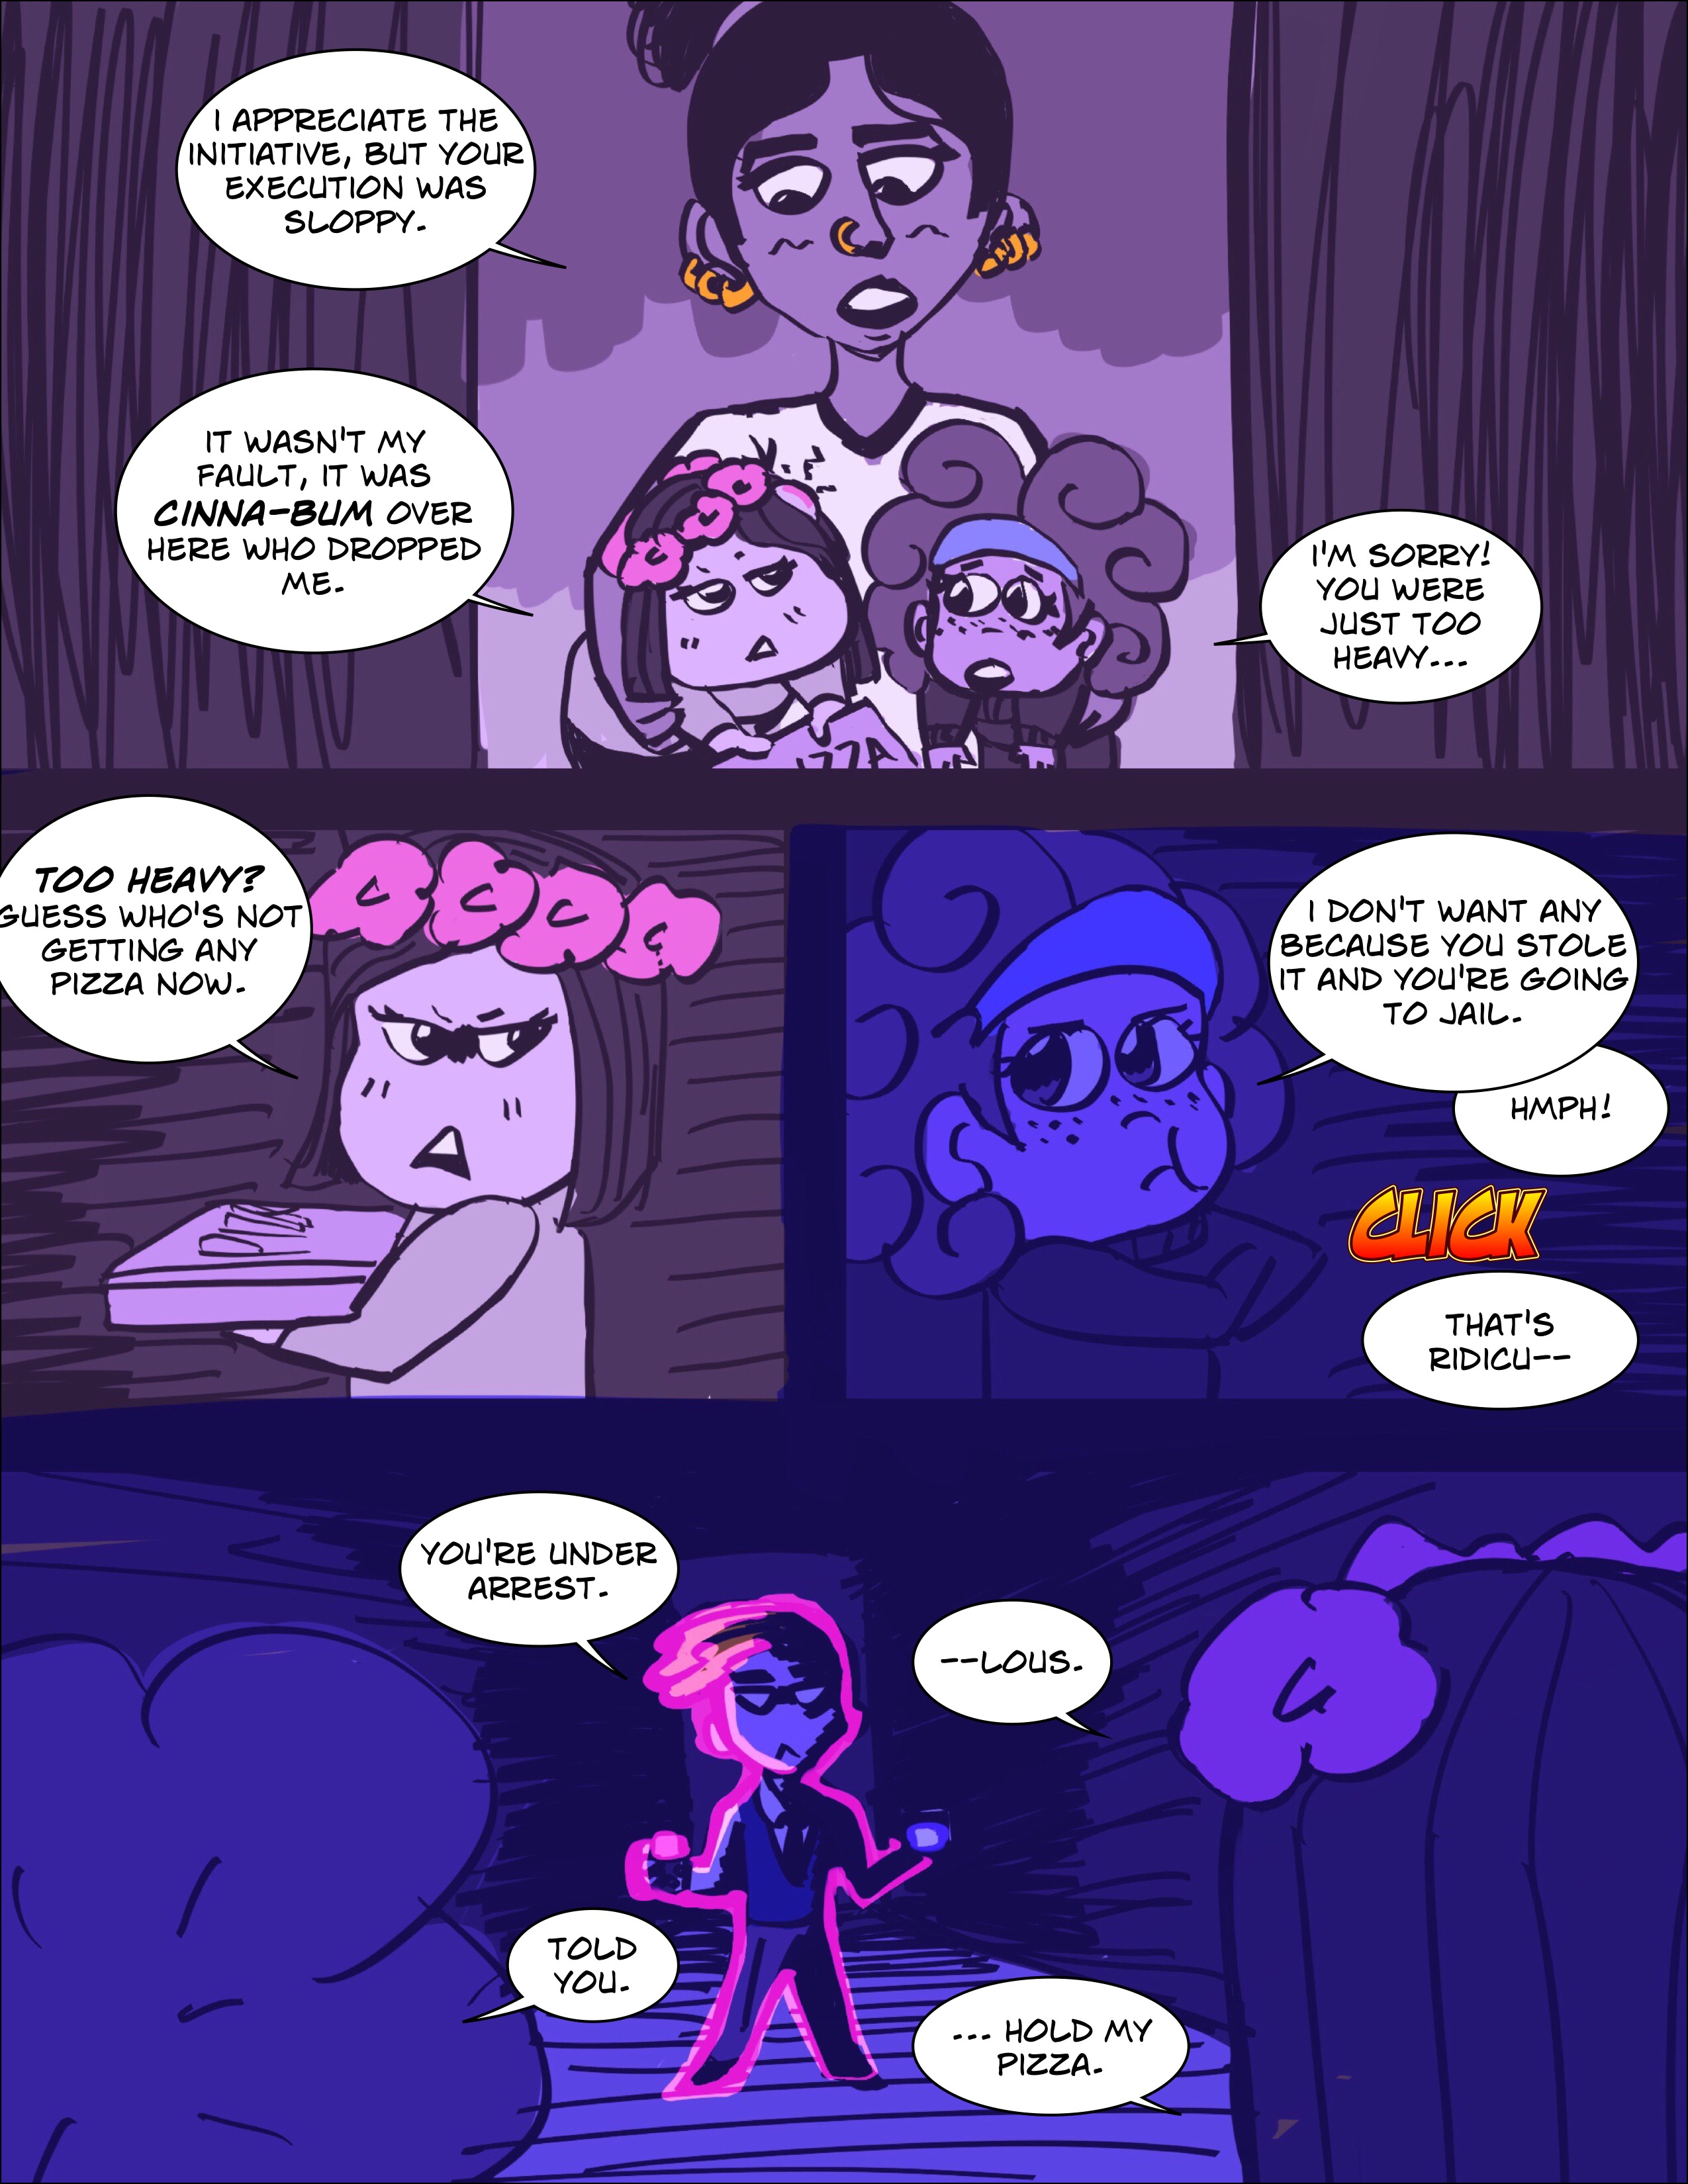 I APPRECIATE THE
INITIATIVE, BUT YOUR
EXECUTION WAS
SLOPPY.
IT WASN'T MY
FAULT, IT WAS
CINNA-BUM OVER
HERE WHO DROPPED
ME.
I'M SORRY!
YOU WERE
JUST TOO
HEAVY...
IZZA
TOO HEAVY?
GUESS WHO'S NOT
GETTING ANY
PIZZA NOW.
I DON'T WANT ANY
BECAUSE YOU STOLE
IT AND YOU'RE GOING
TO JAIL.
HMPH!
CLICK
THAT'S
RIDICU--
YOU'RE UNDER
ARREST.
--LOUS.
TOLD
YOU.
... HOLD MY
PIZZA.